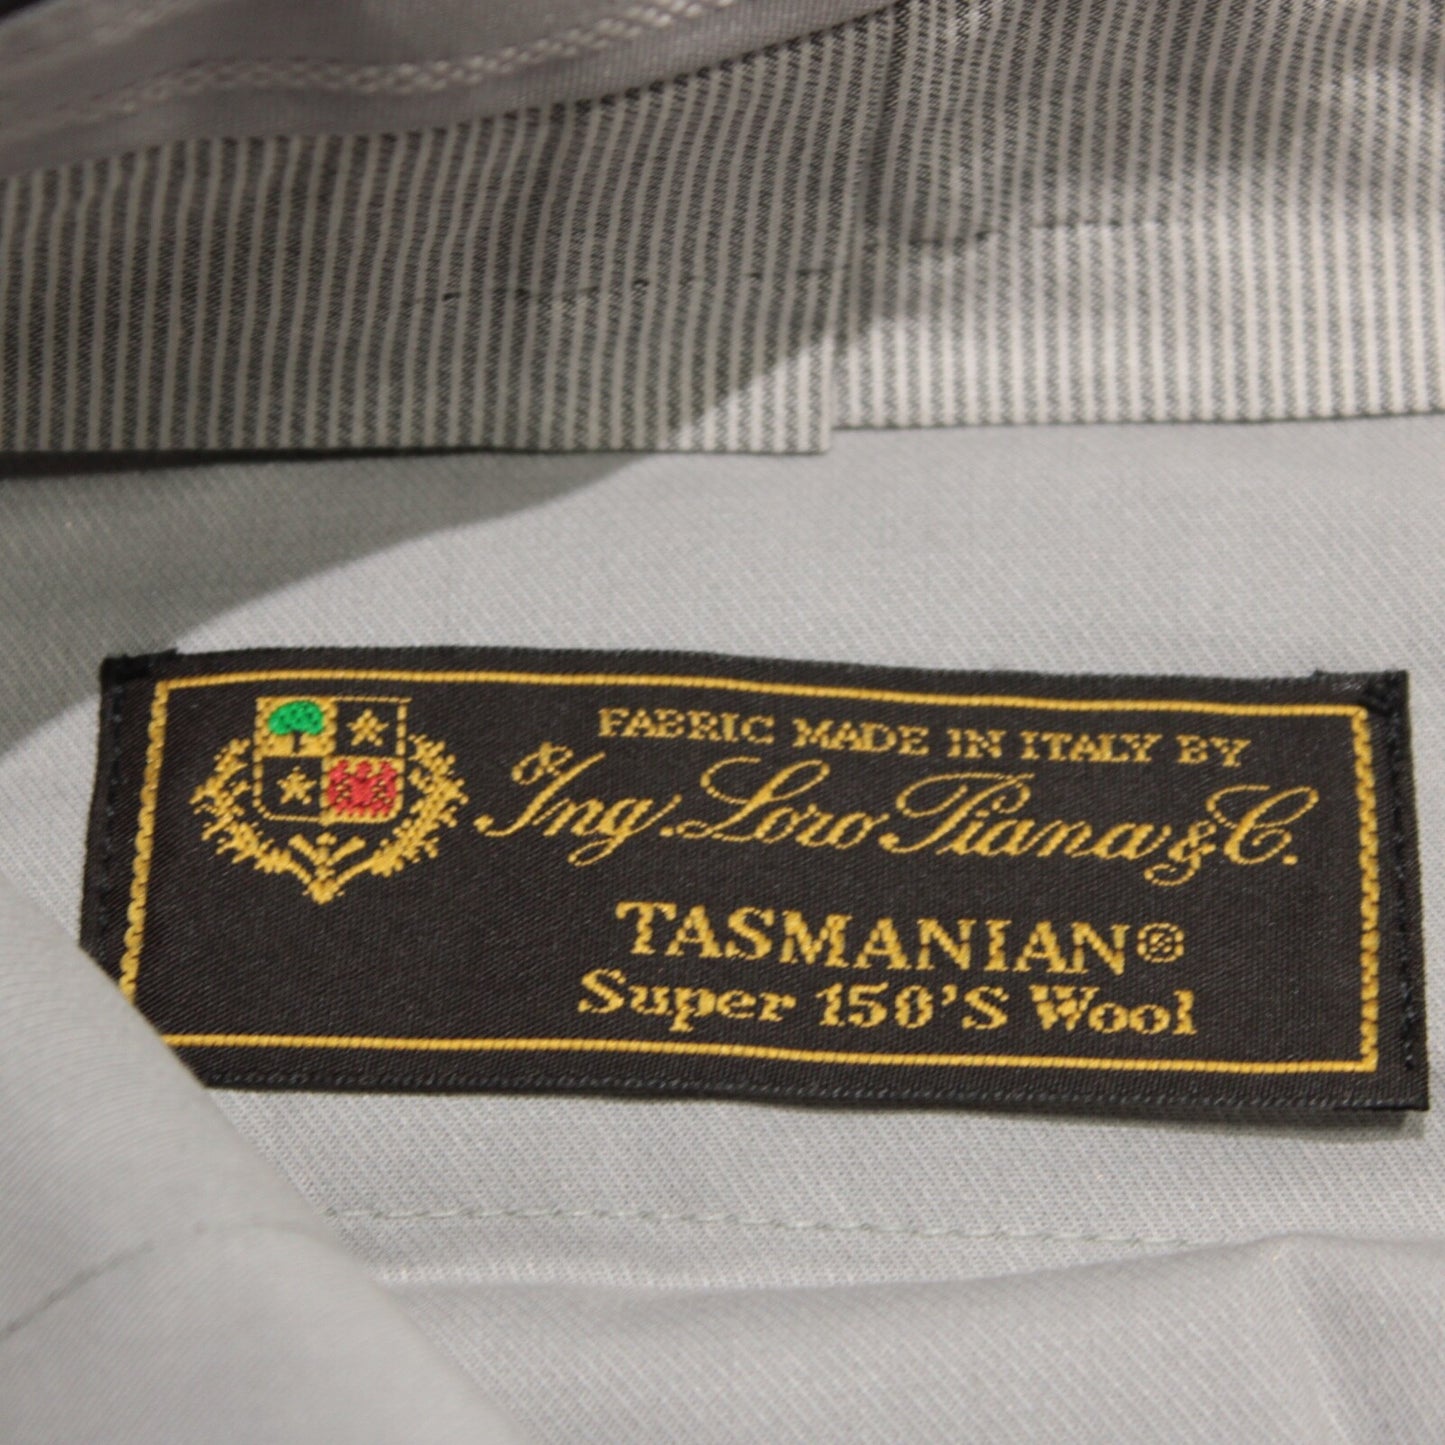 FABRIC MADE IN ITALY BY
Ing. Loro Piana & C.
TASMANIAN®
Super 150'S Wool